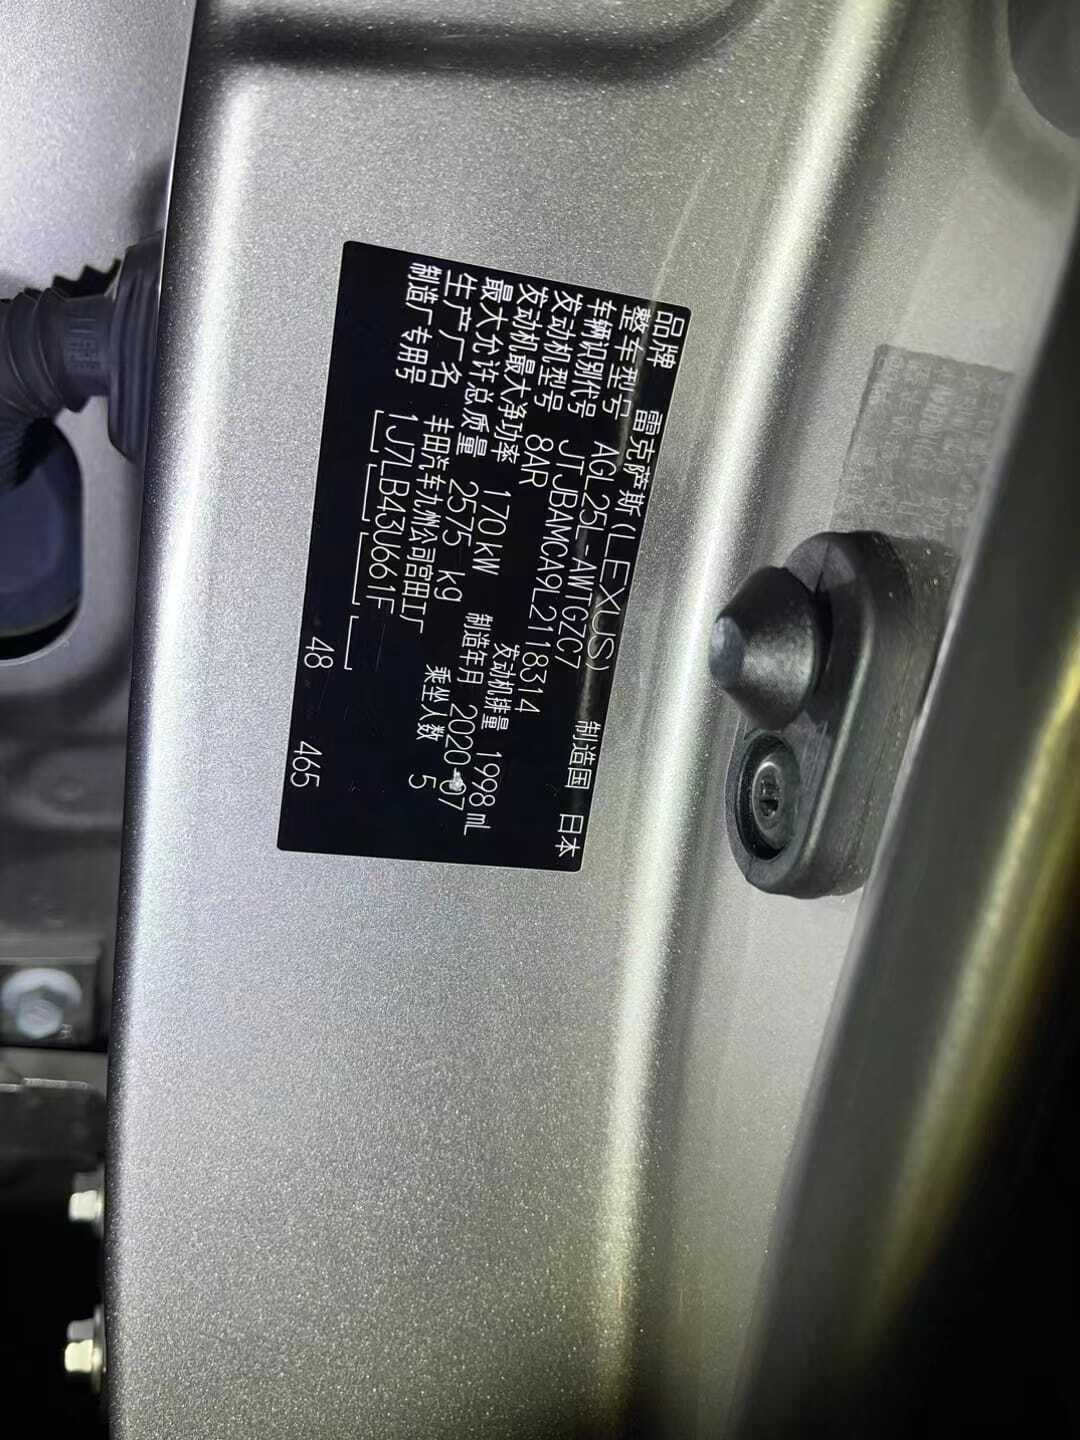 品牌 雷克萨斯(LEXUS) 制造国 日本
整车型号 AGL25L-AWTGZC7
车辆识别代号 JTJBAMCA9L2118314
发动机型号 8AR 发动机排量 1998 mL
发动机最大净功率 170 kW 制造年月 2020-07
最大允许总质量 2575 kg 乘坐人数 5
生产厂名 丰田汽车九州公司宫田工厂
制造厂专用号 1J7LB43U661F
48 465